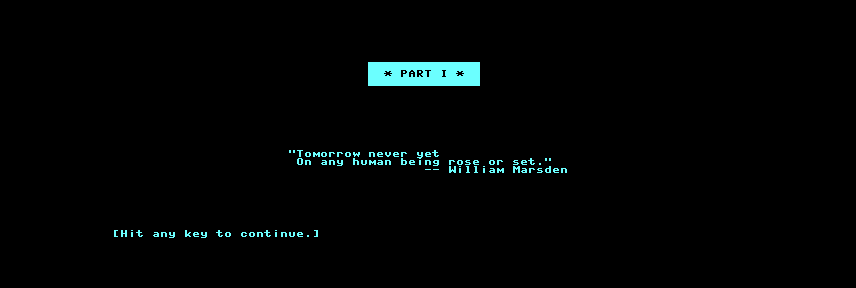 * PART I *
"Tomorrow never yet
On any human being rose or set."
-- William Marsden
[Hit any key to continue.]